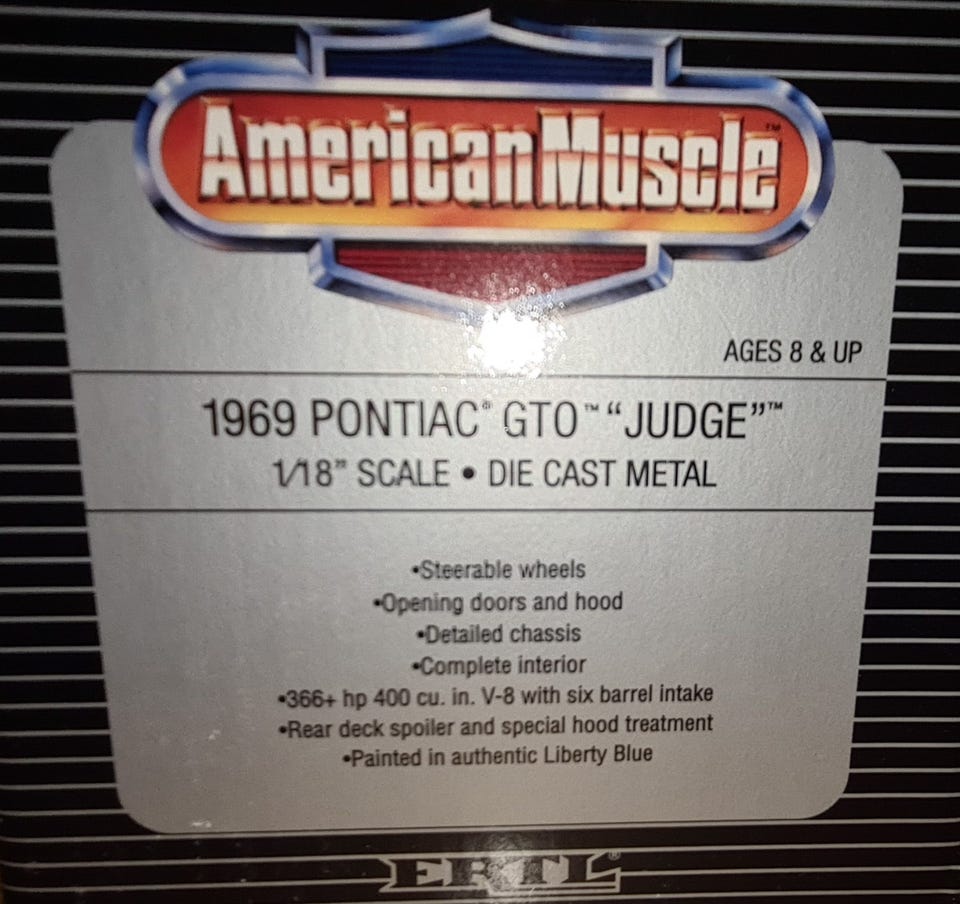 AmericanMuscle™
AGES 8 & UP
1969 PONTIAC® GTO™ “JUDGE”™
1/18” SCALE • DIE CAST METAL
•Steerable wheels
•Opening doors and hood
•Detailed chassis
•Complete interior
•366+ hp 400 cu. in. V-8 with six barrel intake
•Rear deck spoiler and special hood treatment
•Painted in authentic Liberty Blue
ERTL®